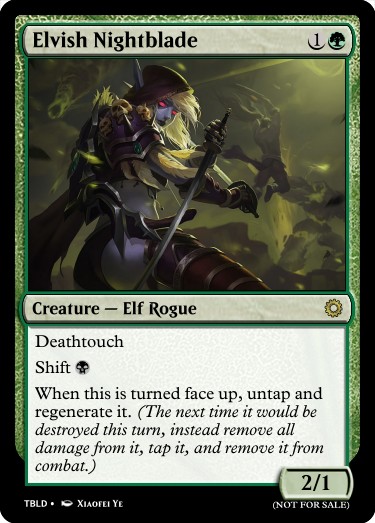 Elvish Nightblade 1
Creature — Elf Rogue
Deathtouch
Shift
When this is turned face up, untap and
regenerate it. (The next time it would be
destroyed this turn, instead remove all
damage from it, tap it, and remove it from
combat.)
2/1
TBLD • Xiaofei Ye
(NOT FOR SALE)